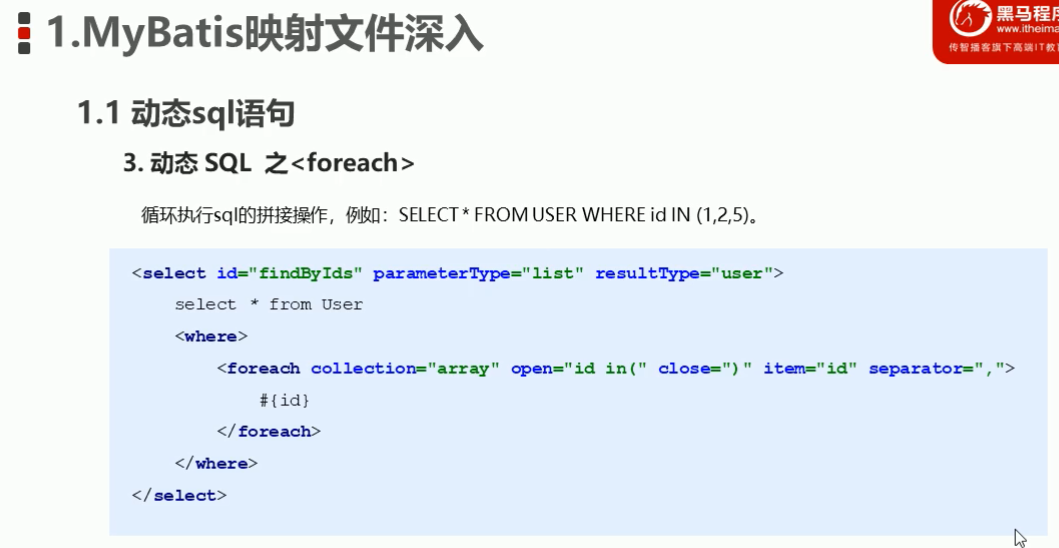 1.MyBatis映射文件深入
黑马程序
www.itheima
传智播客旗下高端IT教育
1.1 动态sql语句
3. 动态 SQL 之<foreach>
循环执行sql的拼接操作，例如：SELECT * FROM USER WHERE id IN (1,2,5)。
<select id="findByIds" parameterType="list" resultType="user">
select * from User
<where>
<foreach collection="array" open="id in(" close=")" item="id" separator=",">
#{id}
</foreach>
</where>
</select>